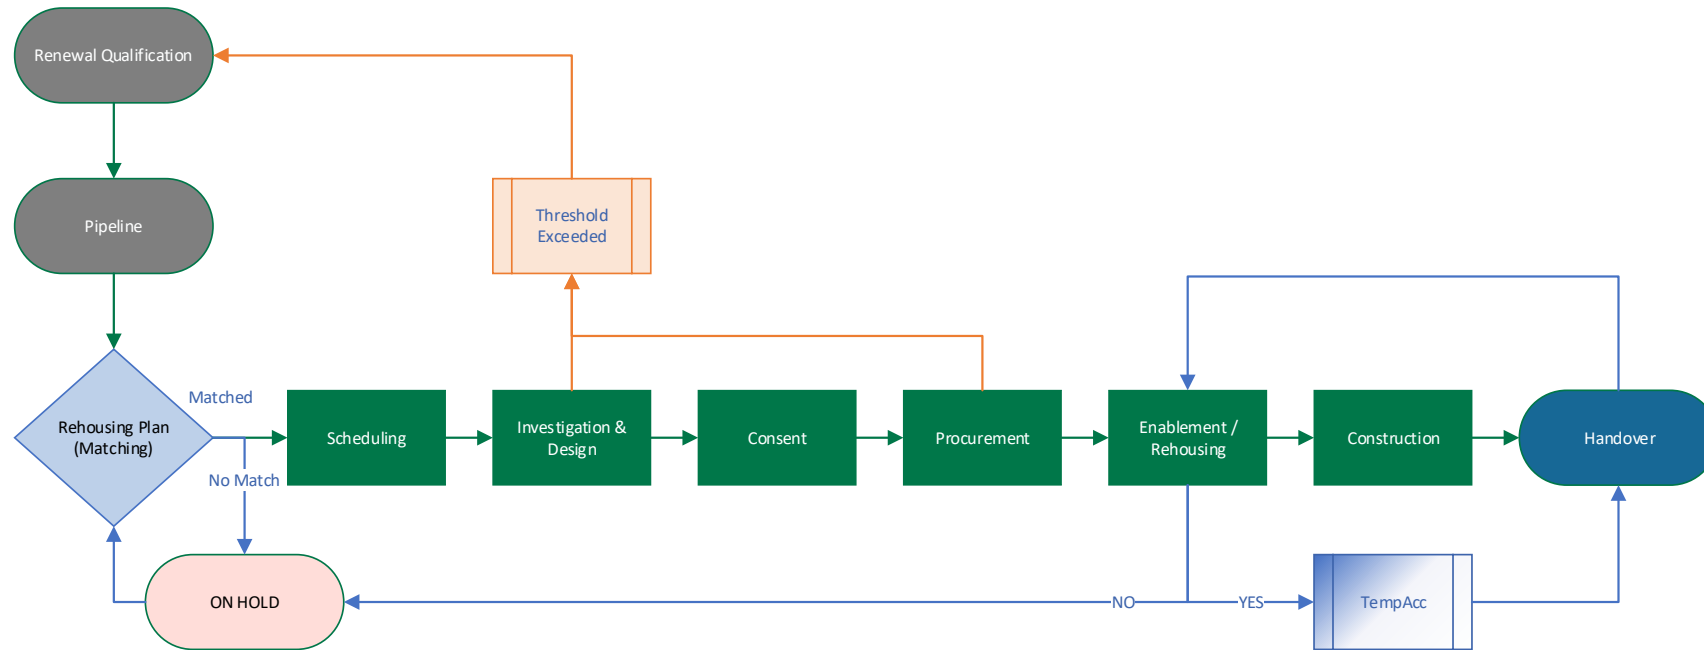 Renewal Qualification
Pipeline
Threshold
Exceeded
Matched
Rehousing Plan
(Matching)
Scheduling
Investigation &
Design
Consent
Procurement
Enablement /
Rehousing
Construction
Handover
No Match
ON HOLD
NO
YES
TempAcc